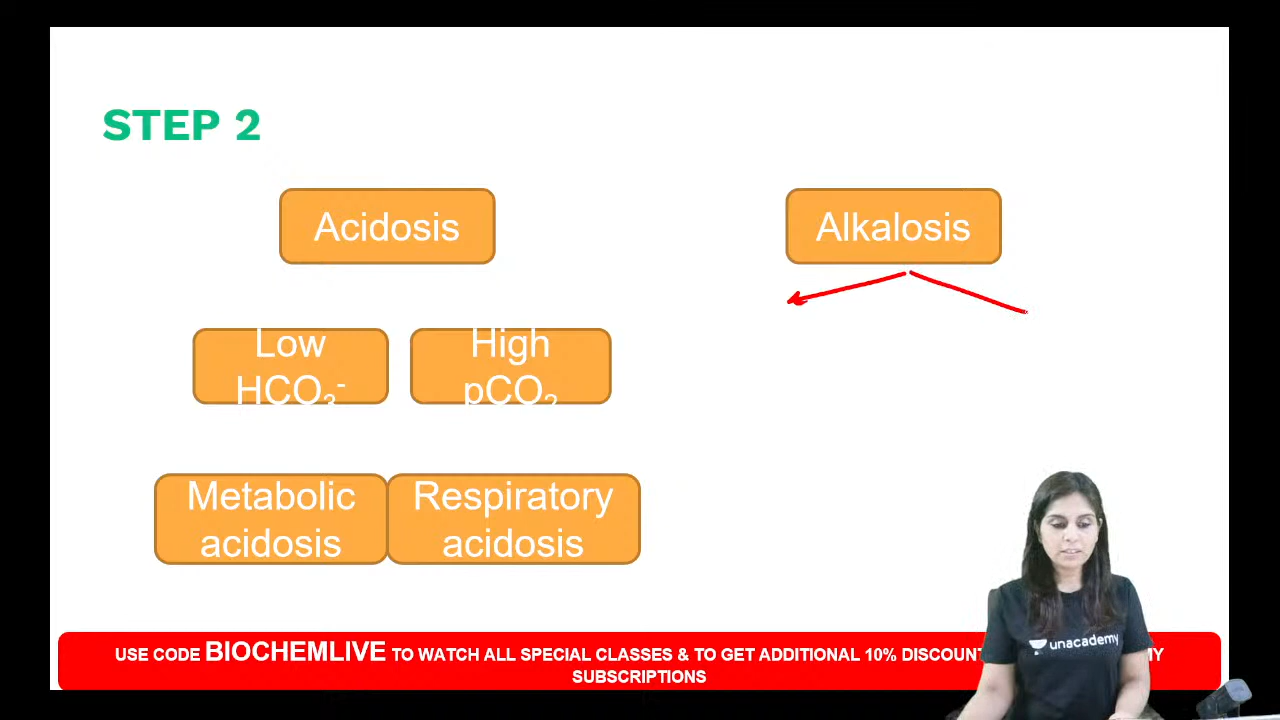 STEP 2
Acidosis
Alkalosis
Low
HCO₃⁻
High
pCO₂
Metabolic
acidosis
Respiratory
acidosis
USE CODE BIOCHEMLIVE TO WATCH ALL SPECIAL CLASSES & TO GET ADDITIONAL 10% DISCOUNT MY
SUBSCRIPTIONS
unacademy